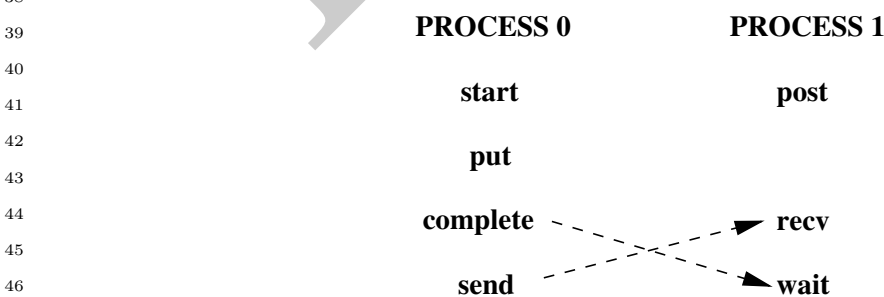 39 PROCESS 0 PROCESS 1
40
41 start post
42
43 put
44 complete recv
45
46 send wait